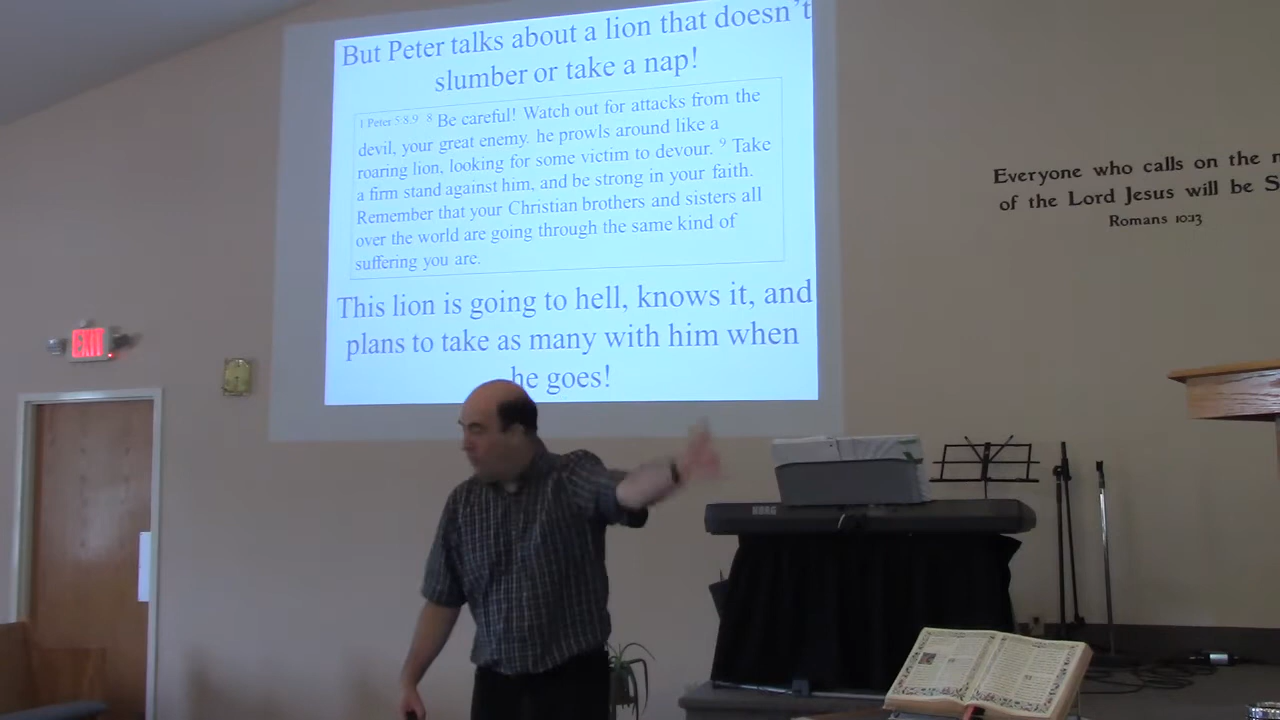 But Peter talks about a lion that doesn't
slumber or take a nap!
1 Peter 5 8,9 8 Be careful! Watch out for attacks from the
devil, your great enemy. he prowls around like a
roaring lion, looking for some victim to devour. 9 Take
a firm stand against him, and be strong in your faith.
Remember that your Christian brothers and sisters all
over the world are going through the same kind of
suffering you are.
This lion is going to hell, knows it, and
plans to take as many with him when
he goes!
Everyone who calls on the
of the Lord Jesus will be
Romans 10:13
EXIT
KORG